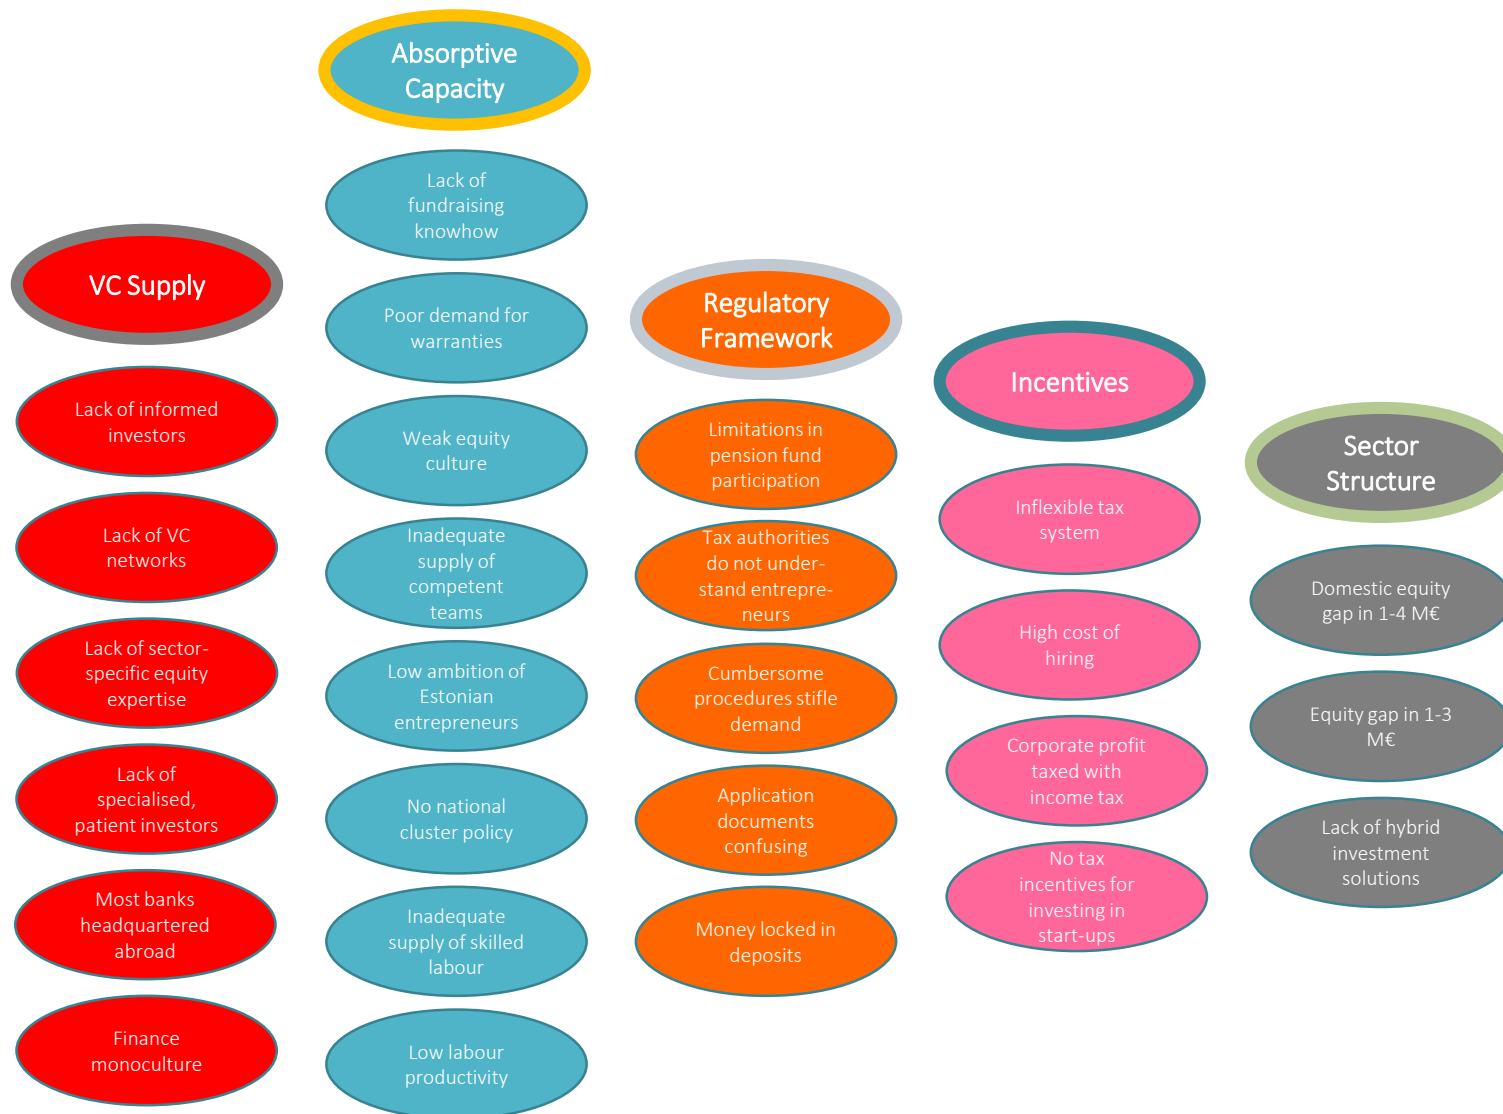 VC Supply
Lack of informed
investors
Lack of VC
networks
Lack of sector-
specific equity
expertise
Lack of
specialised,
patient investors
Most banks
headquartered
abroad
Finance
monoculture
Absorptive
Capacity
Lack of
fundraising
knowhow
Poor demand for
warranties
Weak equity
culture
Inadequate
supply of
competent
teams
Low ambition of
Estonian
entrepreneurs
No national
cluster policy
Inadequate
supply of skilled
labour
Low labour
productivity
Regulatory
Framework
Limitations in
pension fund
participation
Tax authorities
do not under-
stand entrepre-
neurs
Cumbersome
procedures stifle
demand
Application
documents
confusing
Money locked in
deposits
Incentives
Inflexible tax
system
High cost of
hiring
Corporate profit
taxed with
income tax
No tax
incentives for
investing in
start-ups
Sector
Structure
Domestic equity
gap in 1-4 M€
Equity gap in 1-3
M€
Lack of hybrid
investment
solutions